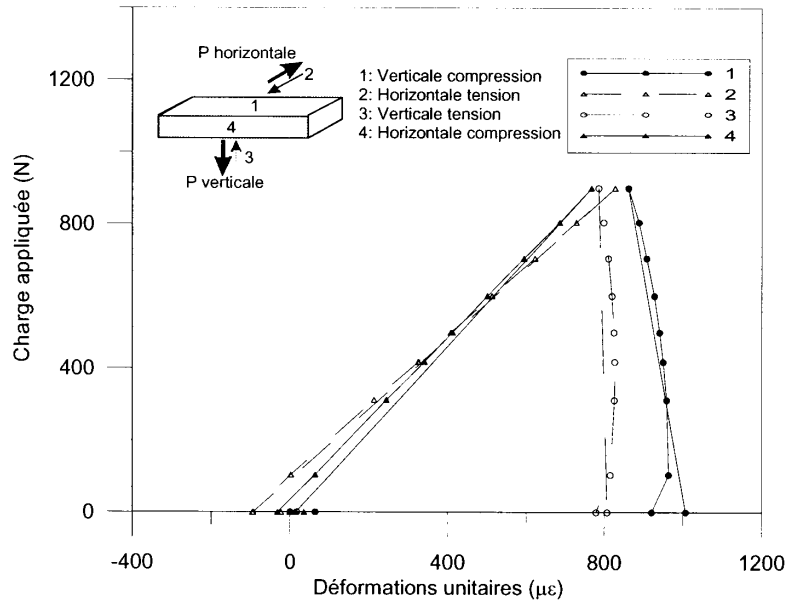 1200
800
400
0
Charge appliquée (N)
P horizontale
2
1
4
3
P verticale
1: Verticale compression
2: Horizontale tension
3: Verticale tension
4: Horizontale compression
1
2
3
4
-400 0 400 800 1200
Déformations unitaires (με)